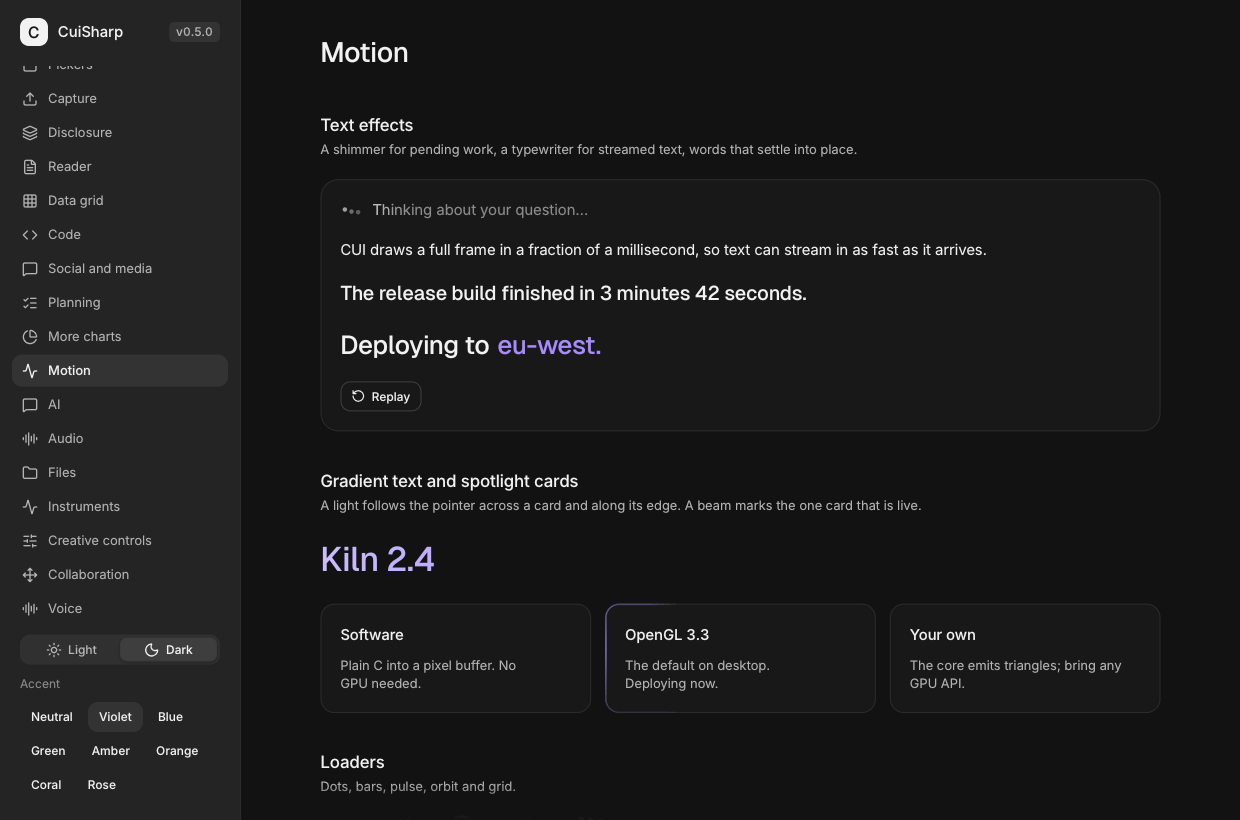 C CuiSharp v0.5.0
Pickers
Capture
Disclosure
Reader
Data grid
Code
Social and media
Planning
More charts
Motion
AI
Audio
Files
Instruments
Creative controls
Collaboration
Voice
Light Dark
Accent
Neutral Violet Blue
Green Amber Orange
Coral Rose
Motion
Text effects
A shimmer for pending work, a typewriter for streamed text, words that settle into place.
Thinking about your question...
CUI draws a full frame in a fraction of a millisecond, so text can stream in as fast as it arrives.
The release build finished in 3 minutes 42 seconds.
Deploying to eu-west.
Replay
Gradient text and spotlight cards
A light follows the pointer across a card and along its edge. A beam marks the one card that is live.
Kiln 2.4
Software
Plain C into a pixel buffer. No
GPU needed.
OpenGL 3.3
The default on desktop.
Deploying now.
Your own
The core emits triangles; bring any
GPU API.
Loaders
Dots, bars, pulse, orbit and grid.